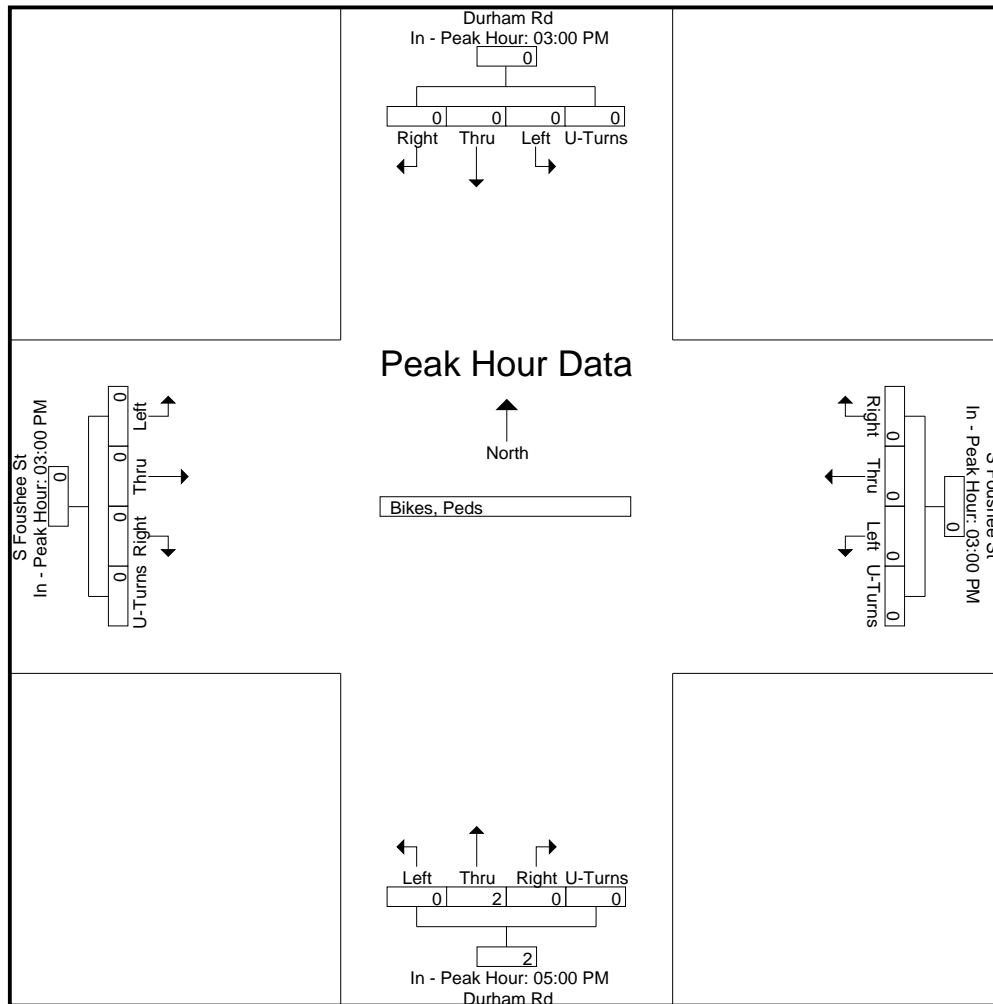 Durham Rd
In - Peak Hour: 03:00 PM
0
0 0 0 0
Right Thru Left U-Turns
Peak Hour Data
North
Bikes, Peds
S Foushee St
In - Peak Hour: 03:00 PM
0
0 0 0 0
Left Thru Right U-Turns
S Foushee St
In - Peak Hour: 03:00 PM
0
0 0 0 0
Right Thru Left U-Turns
Left Thru Right U-Turns
0 2 0 0
2
In - Peak Hour: 05:00 PM
Durham Rd